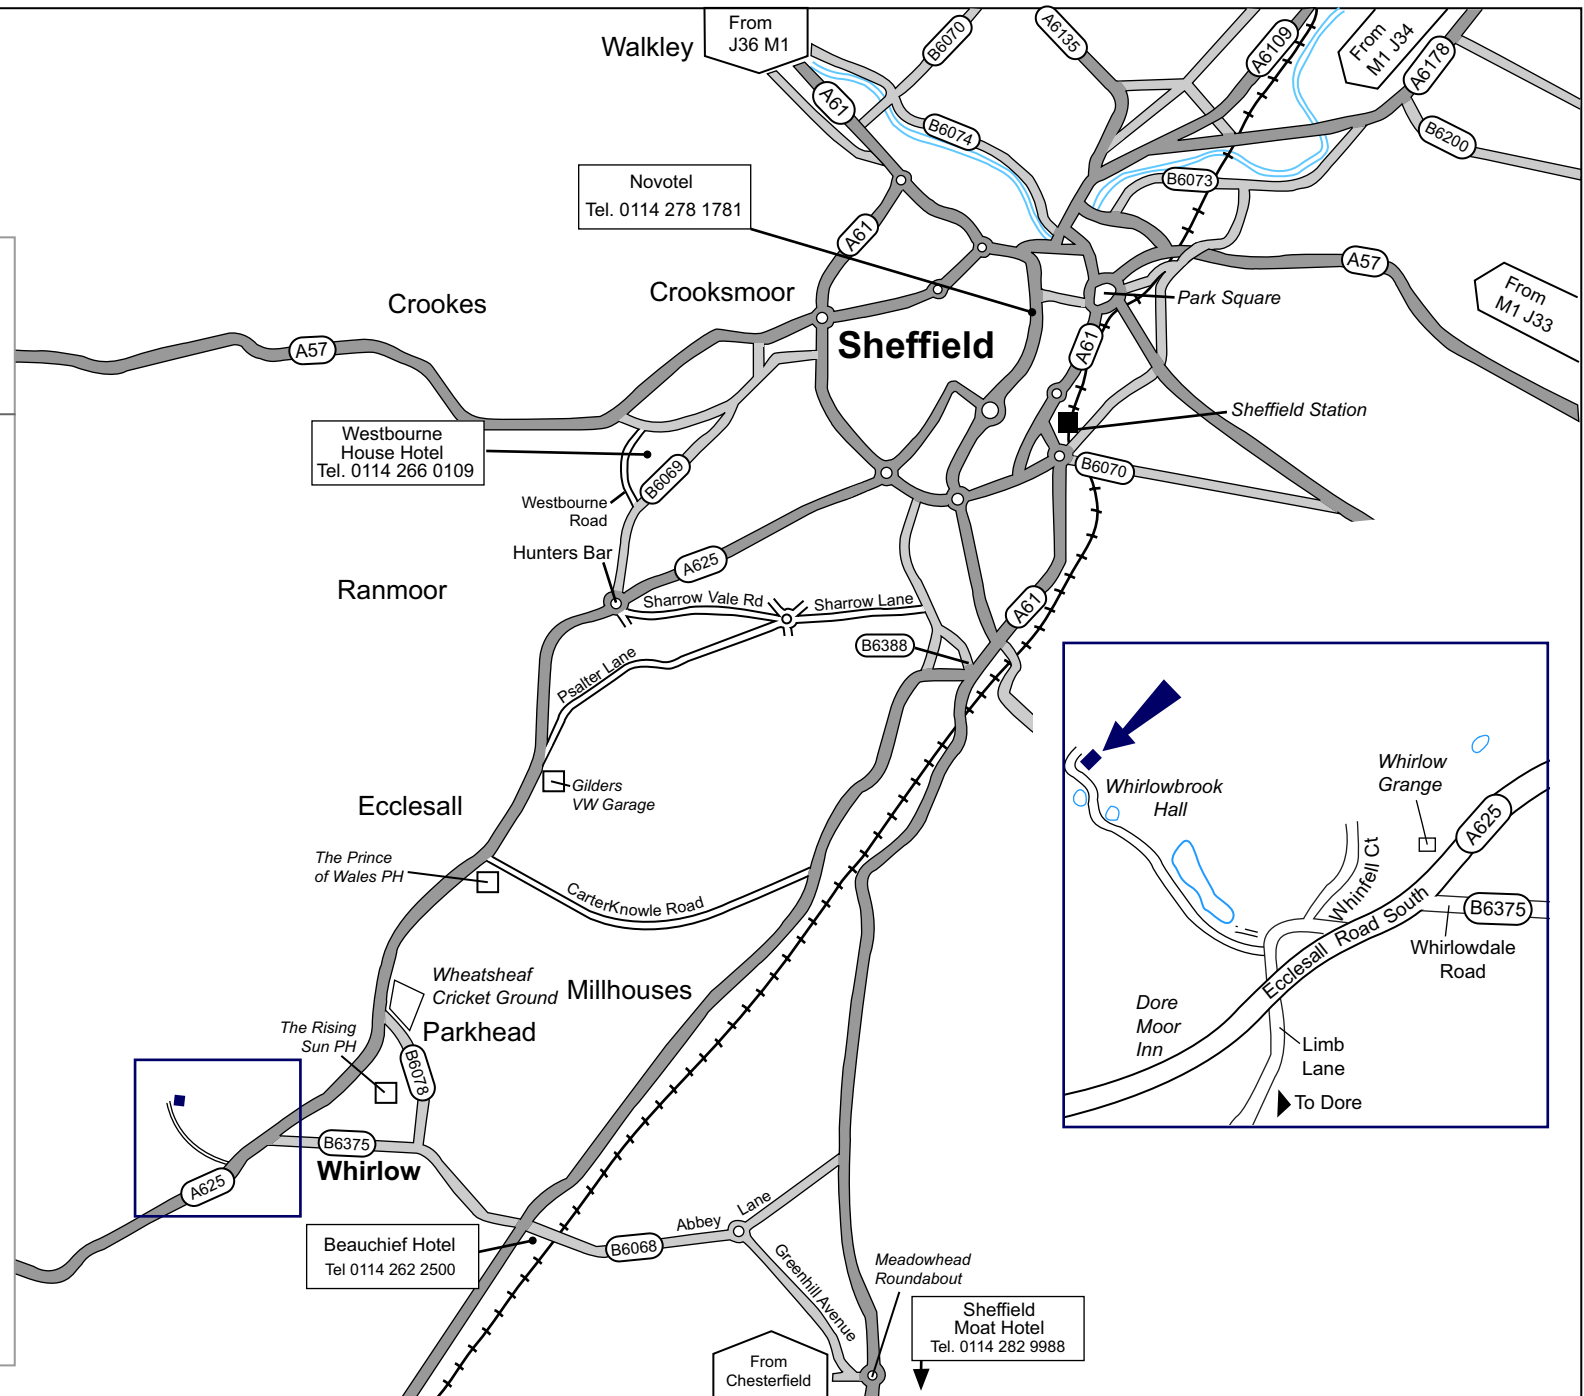 Walkley
From
J36 M1
B6070
A6135
A6109
From
M1 J34
A6178
A61
B6074
B6200
Novotel
Tel. 0114 278 1781
B6073
A61
A57
From
M1 J33
Crookes
Crooksmoor
Park Square
Sheffield
A61
A57
Sheffield Station
Westbourne
House Hotel
Tel. 0114 266 0109
B6069
B6070
Westbourne
Road
Hunters Bar
A625
Ranmoor
Sharrow Vale Rd
Sharrow Lane
A61
B6388
Psalter Lane
Gilders
VW Garage
Ecclesall
The Prince
of Wales PH
CarterKnowle Road
Wheatsheaf
Cricket Ground
Millhouses
Parkhead
The Rising
Sun PH
B6078
B6375
Whirlow
A625
Beauchief Hotel
Tel 0114 262 2500
B6068
Abbey Lane
Greenhill Avenue
Meadowhead
Roundabout
Sheffield
Moat Hotel
Tel. 0114 282 9988
From
Chesterfield
Whirlowbrook
Hall
Whirlow
Grange
A625
Whinfell Ct
B6375
Ecclesall Road South
Whirlowdale
Road
Dore
Moor
Inn
Limb
Lane
To Dore